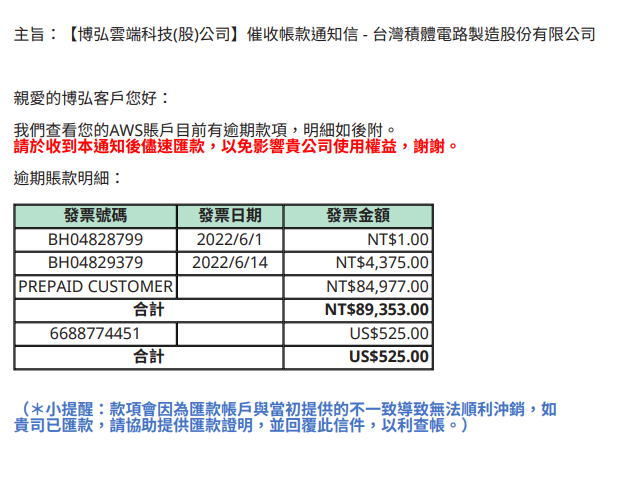 主旨：【博弘雲端科技(股)公司】催收帳款通知信 - 台灣積體電路製造股份有限公司
親愛的博弘客戶您好：
我們查看您的AWS賬戶目前有逾期款項，明細如後附。
請於收到本通知後儘速匯款，以免影響貴公司使用權益，謝謝。
逾期賬款明細：
發票號碼 發票日期 發票金額
BH04828799 2022/6/1 NT$1.00
BH04829379 2022/6/14 NT$4,375.00
PREPAID CUSTOMER NT$84,977.00
合計 NT$89,353.00
6688774451 US$525.00
合計 US$525.00
（＊小提醒：款項會因為匯款帳戶與當初提供的不一致導致無法順利沖銷，如
貴司已匯款，請協助提供匯款證明，並回覆此信件，以利查帳。）